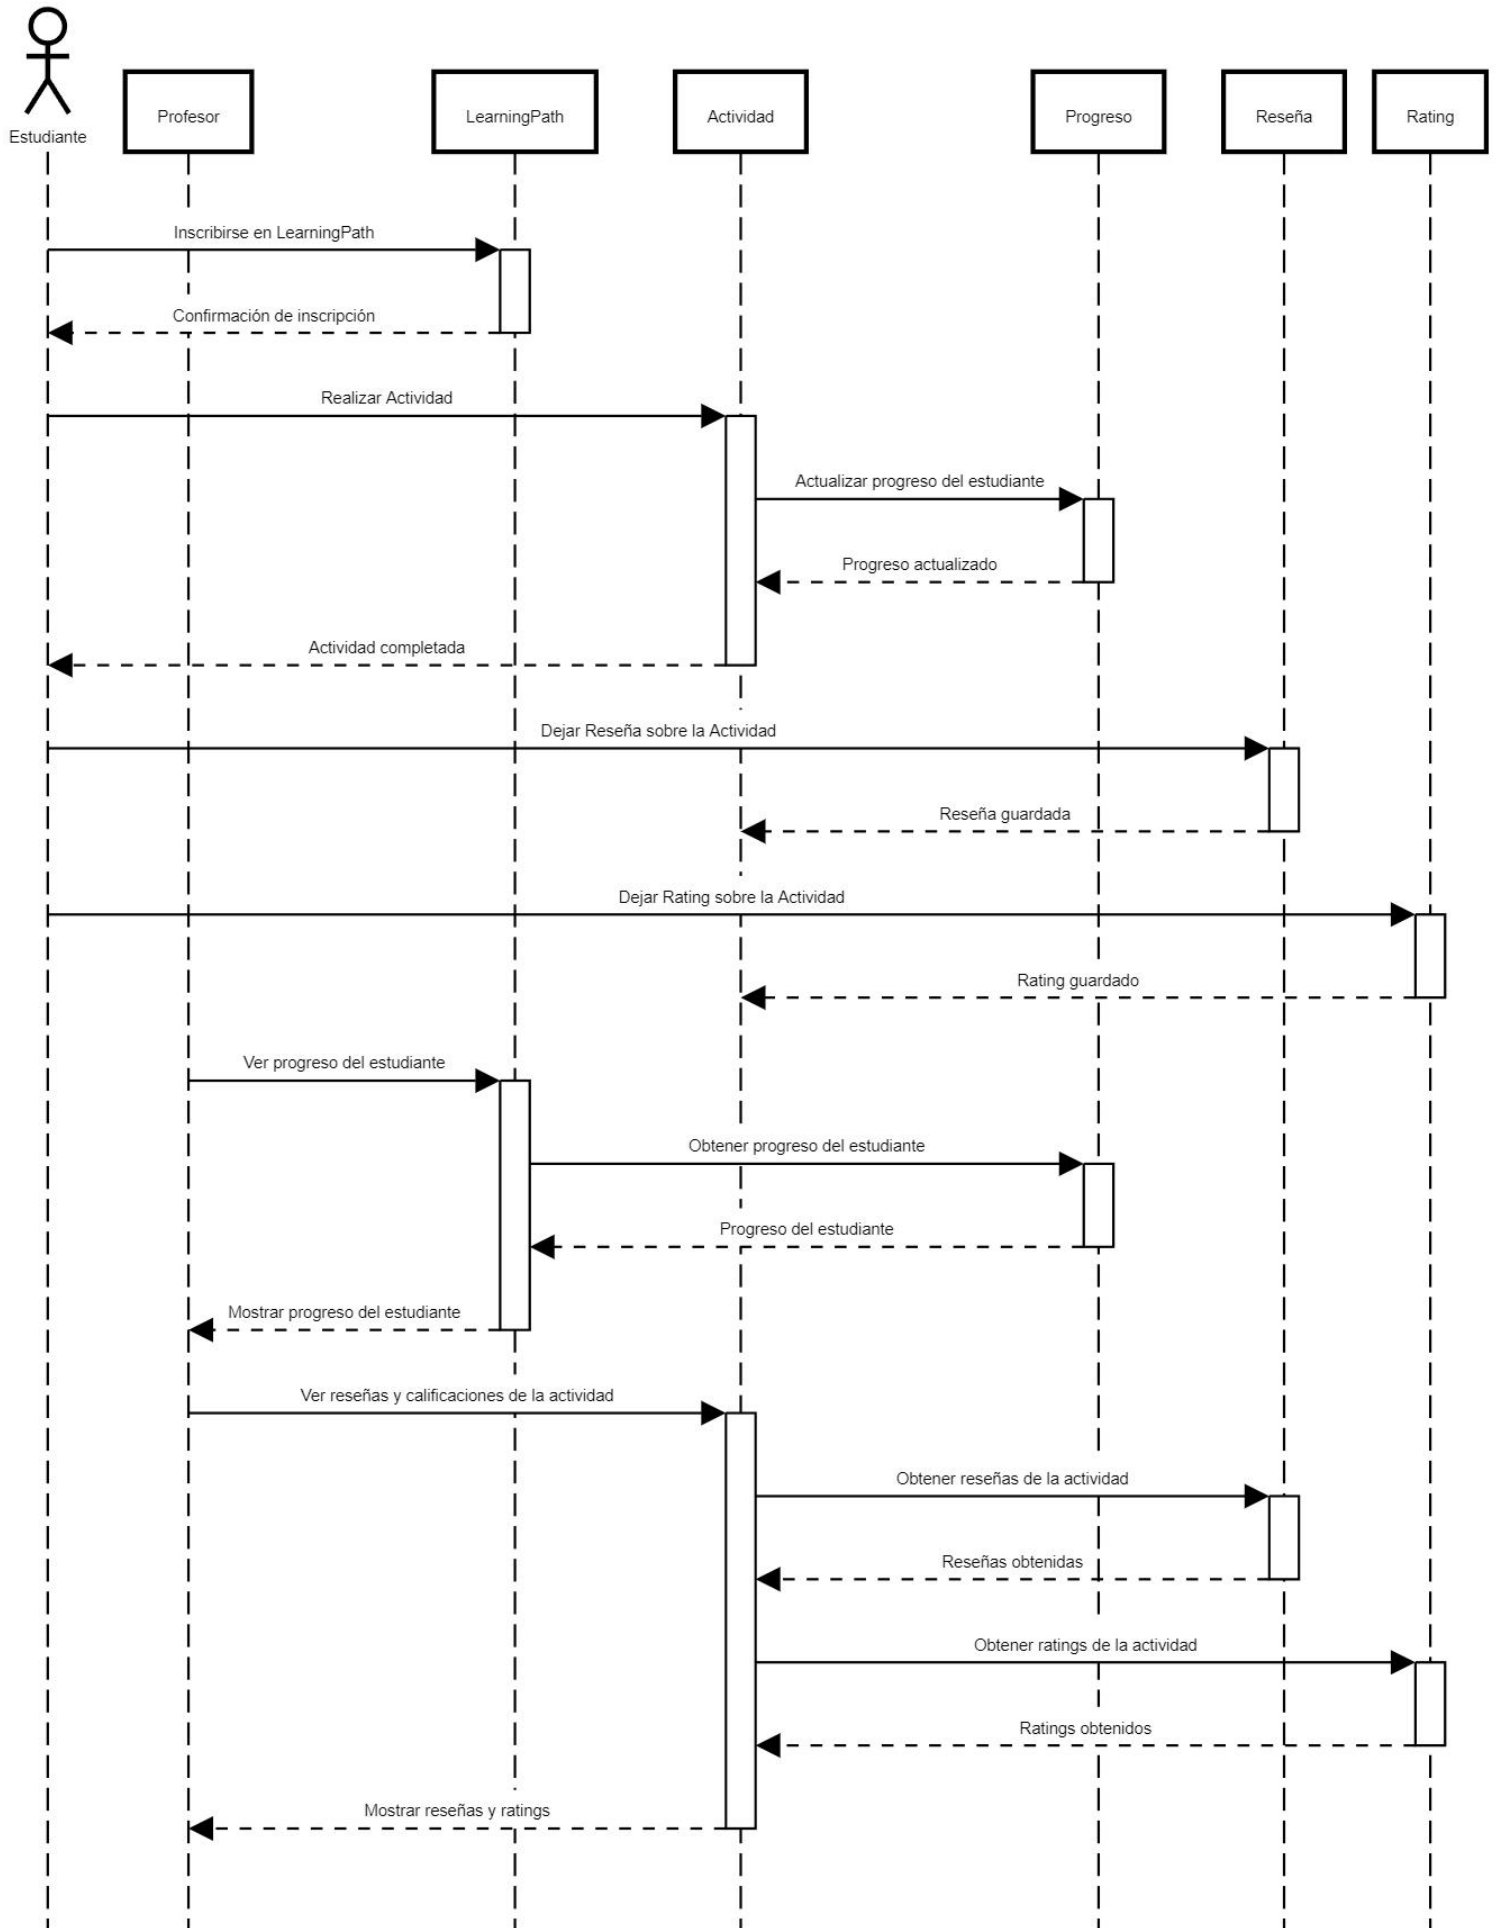 Estudiante
Profesor
LearningPath
Actividad
Progreso
Reseña
Rating
Inscribirse en LearningPath
Confirmación de inscripción
Realizar Actividad
Actualizar progreso del estudiante
Progreso actualizado
Actividad completada
Dejar Reseña sobre la Actividad
Reseña guardada
Dejar Rating sobre la Actividad
Rating guardado
Ver progreso del estudiante
Obtener progreso del estudiante
Progreso del estudiante
Mostrar progreso del estudiante
Ver reseñas y calificaciones de la actividad
Obtener reseñas de la actividad
Reseñas obtenidas
Obtener ratings de la actividad
Ratings obtenidos
Mostrar reseñas y ratings